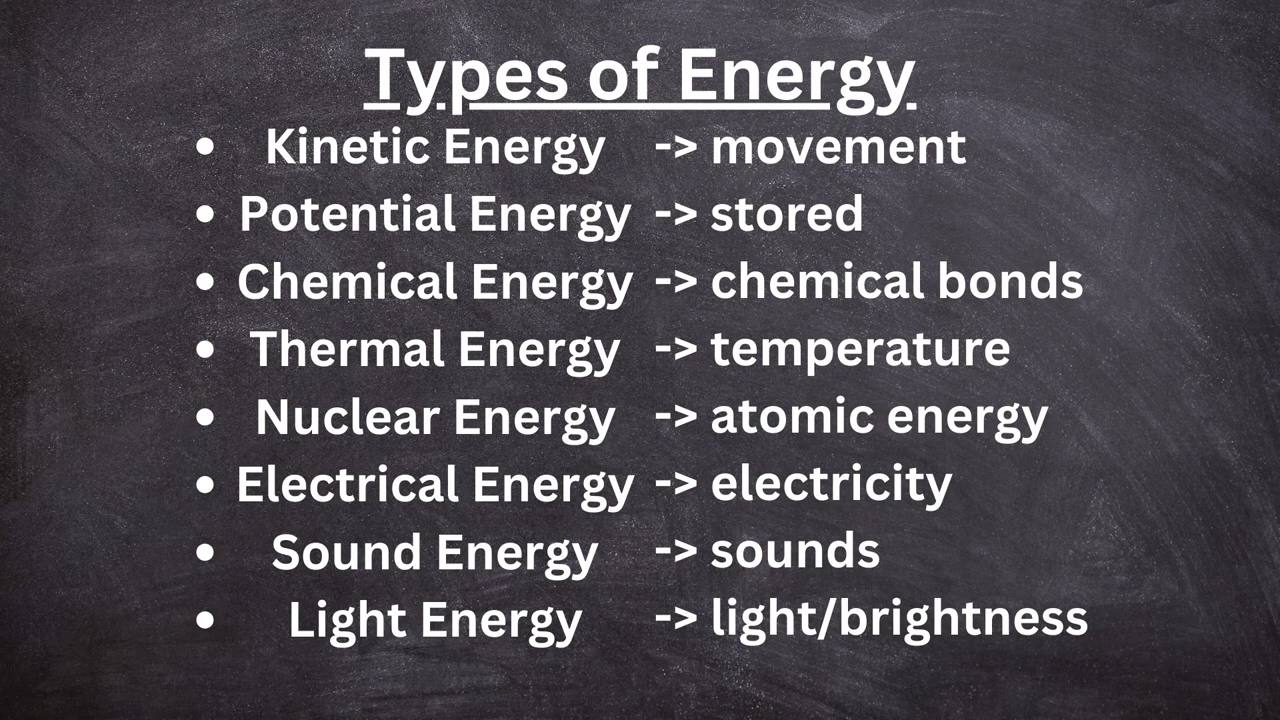 Types of Energy
• Kinetic Energy -> movement
• Potential Energy -> stored
• Chemical Energy -> chemical bonds
• Thermal Energy -> temperature
• Nuclear Energy -> atomic energy
• Electrical Energy -> electricity
• Sound Energy -> sounds
• Light Energy -> light/brightness